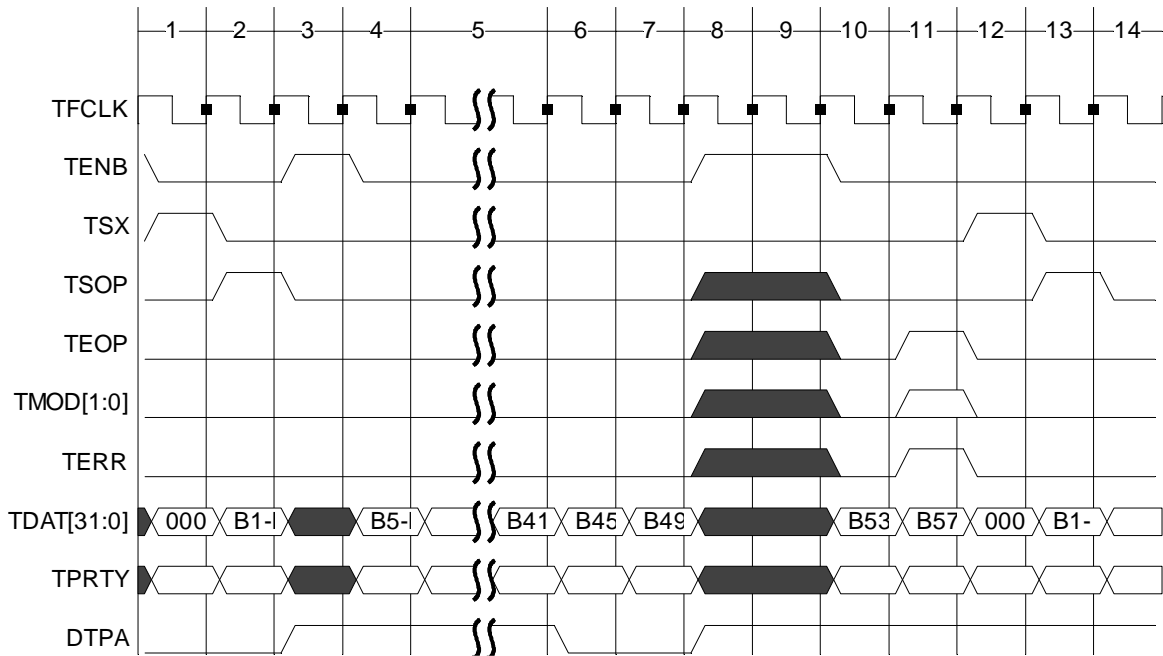 1 2 3 4 5 6 7 8 9 10 11 12 13 14
TFCLK
TENB
TSX
TSOP
TEOP
TMOD[1:0]
TERR
TDAT[31:0] 000 B1- B5- B41 B45 B49 B53 B57 000 B1-
TPRTY
DTPA